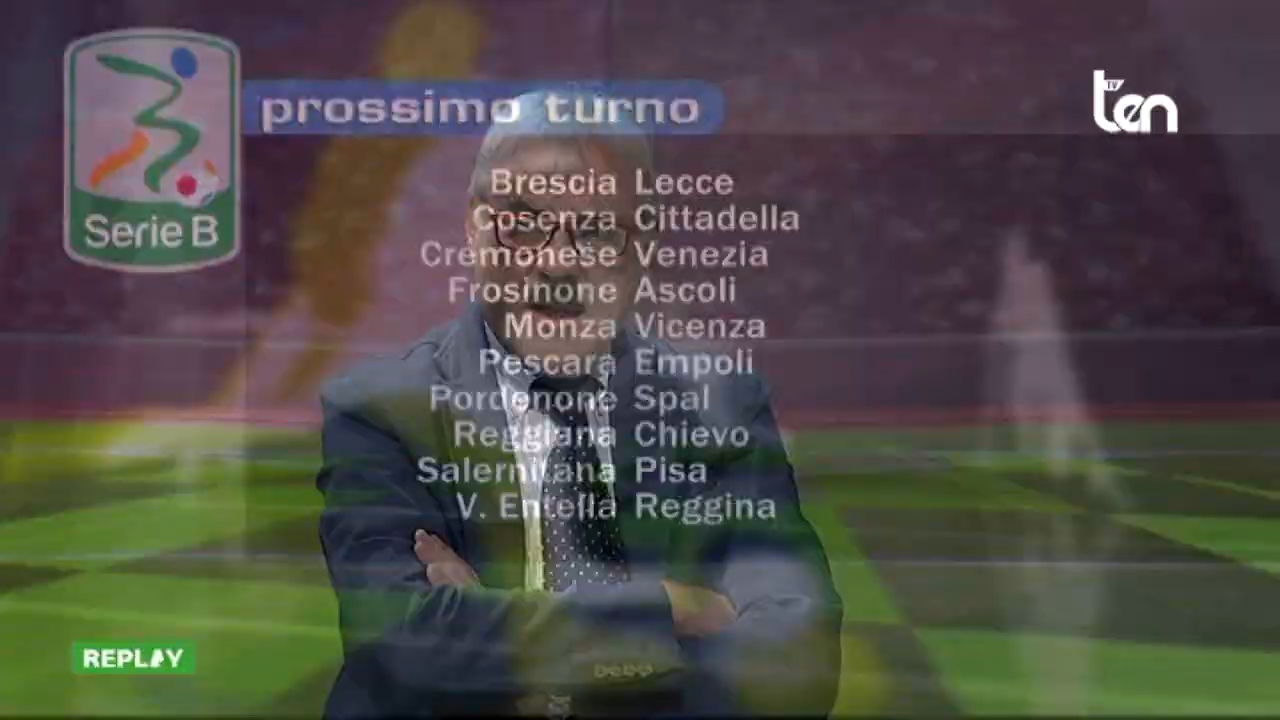 prossimo turno
TV
ten
Serie B
Brescia Lecce
Cosenza Cittadella
Cremonese Venezia
Frosinone Ascoli
Monza Vicenza
Pescara Empoli
Pordenone Spal
Reggiana Chievo
Salernitana Pisa
V. Entella Reggina
REPLAY